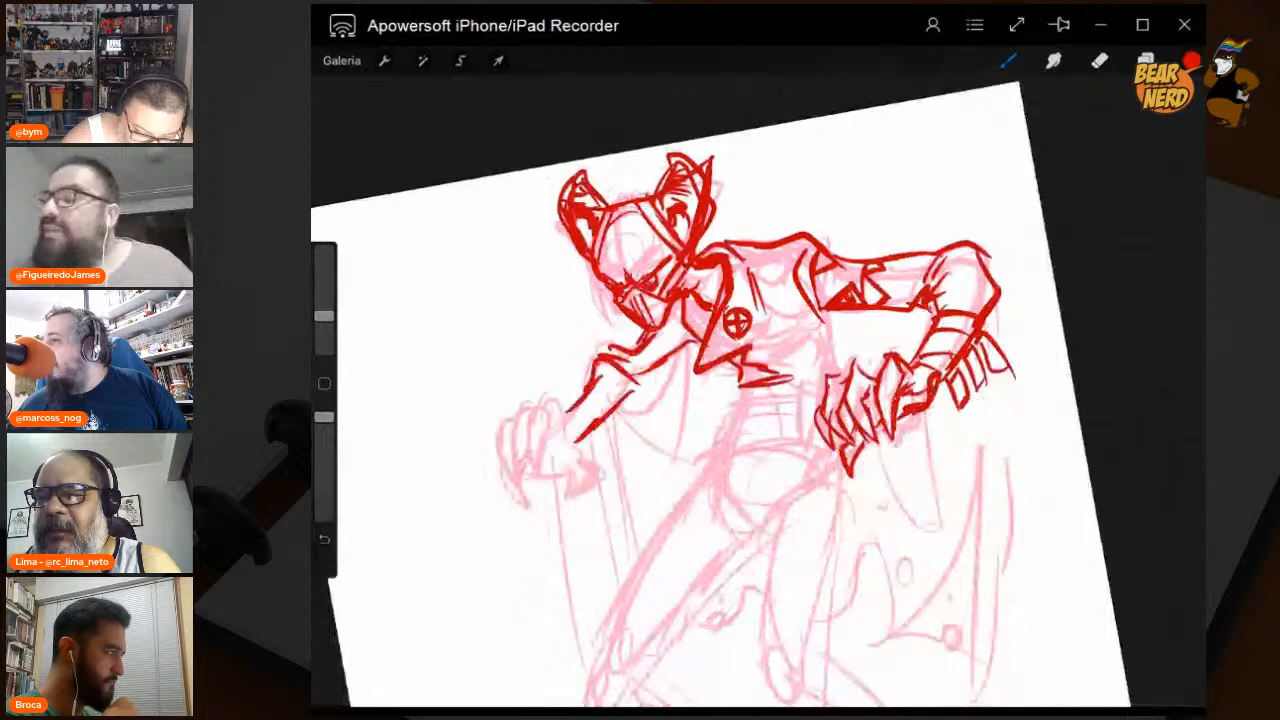 Apowersoft iPhone/iPad Recorder
Galeria
BEAR
NERD
@bym
@FigueiredoJames
@marcoss_nog
Lima - @rc_lima_neto
Broca